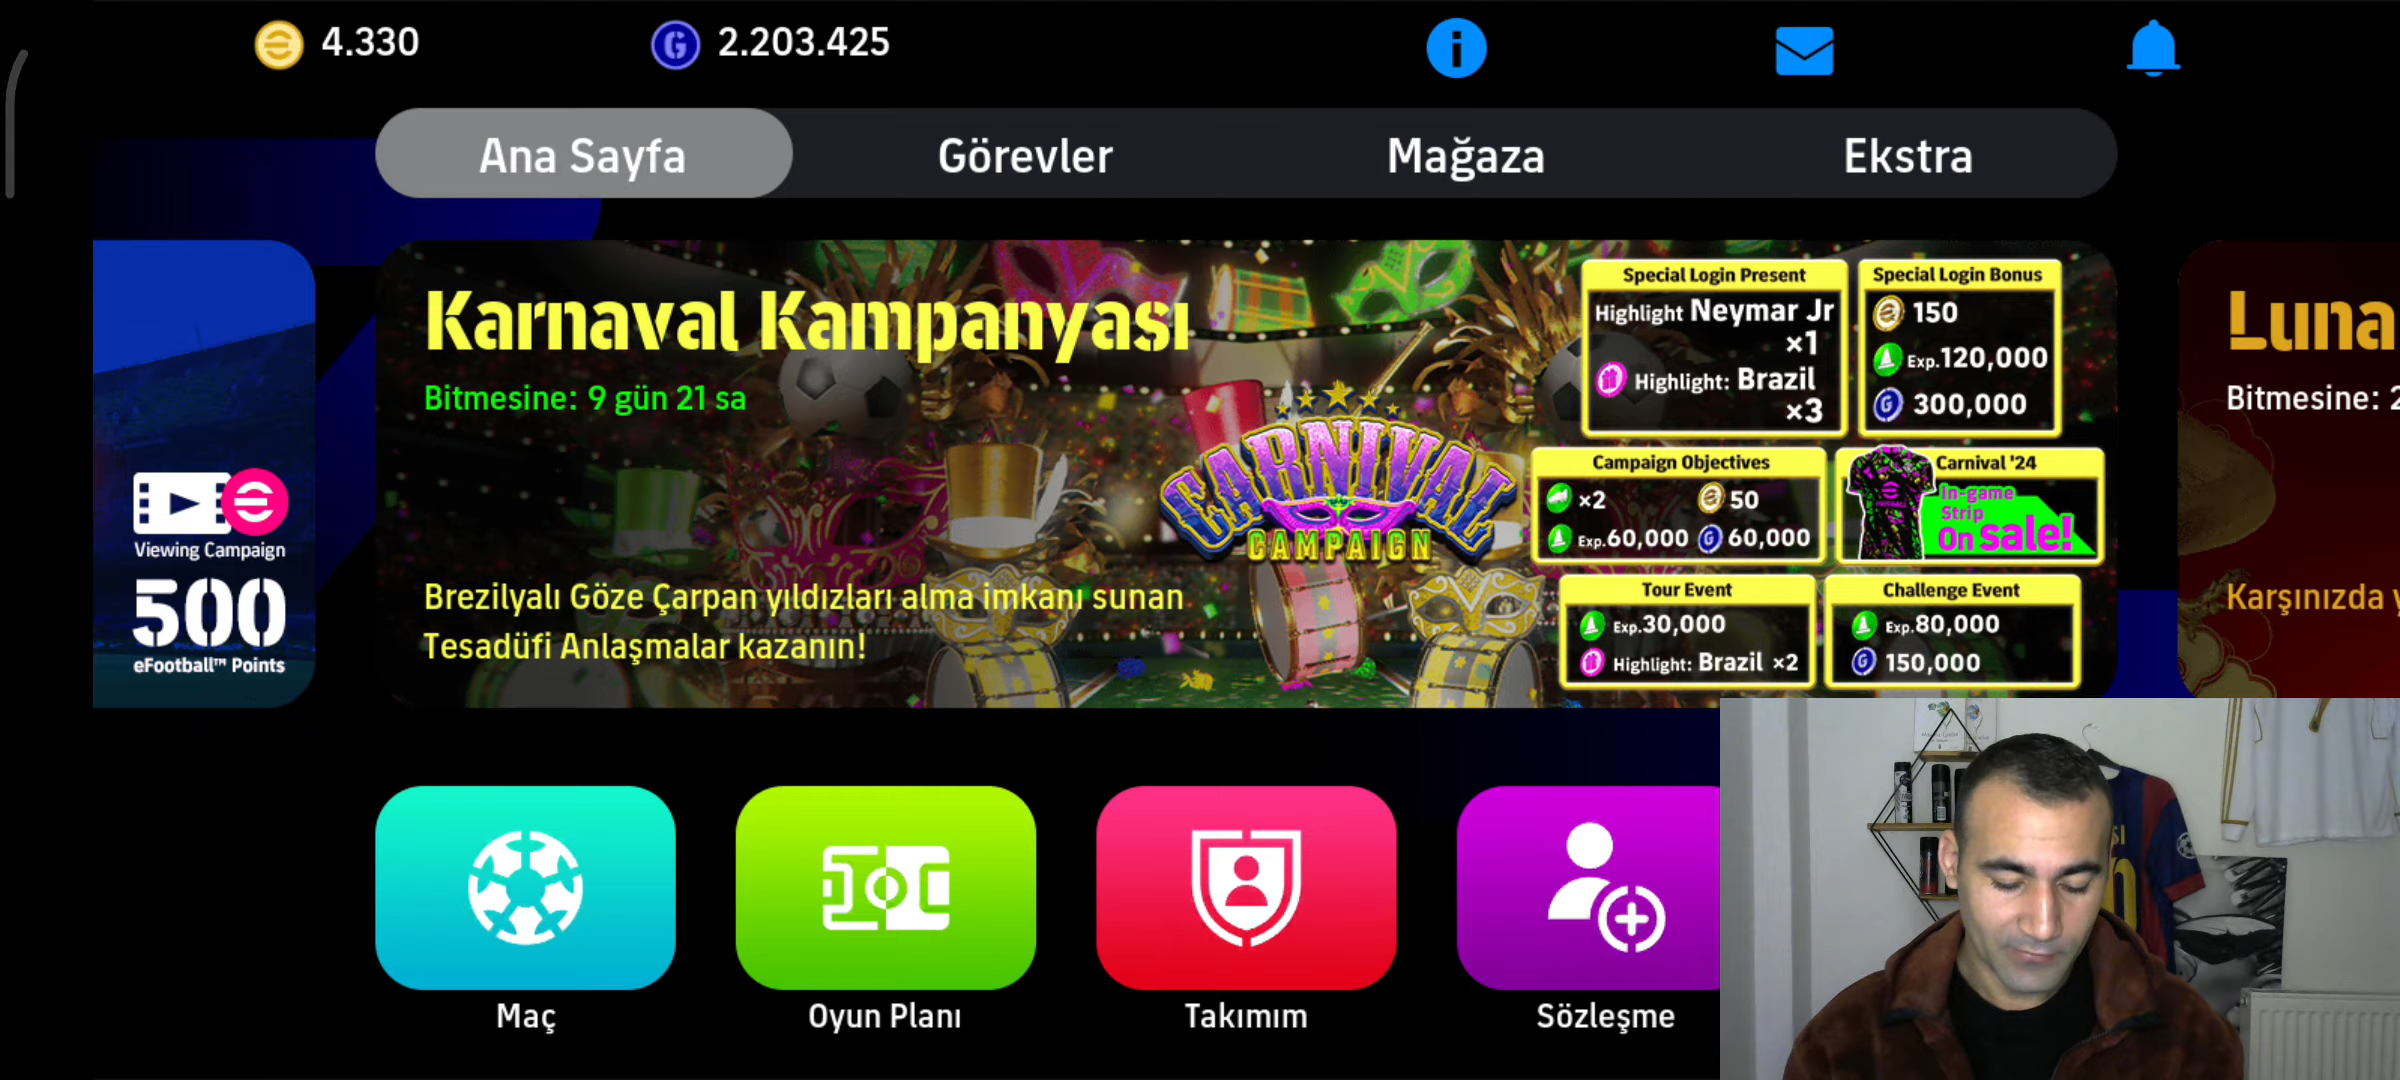 4.330
2.203.425
Ana Sayfa
Görevler
Mağaza
Ekstra
Karnaval Kampanyası
Bitmesine: 9 gün 21 sa
Brezilyalı Göze Çarpan yıldızları alma imkanı sunan
Tesadüfi Anlaşmalar kazanın!
CARNIVAL
CAMPAIGN
Special Login Present
Highlight Neymar Jr
×1
Highlight: Brazil
×3
Special Login Bonus
150
Exp.120,000
300,000
Campaign Objectives
×2
50
Exp.60,000
60,000
Carnival '24
In-game
Strip
On sale!
Tour Event
Exp.30,000
Highlight: Brazil ×2
Challenge Event
Exp.80,000
150,000
Viewing Campaign
500
eFootball™ Points
Luna
Bitmesine: 2
Karşınızda
Maç
Oyun Planı
Takımım
Sözleşme